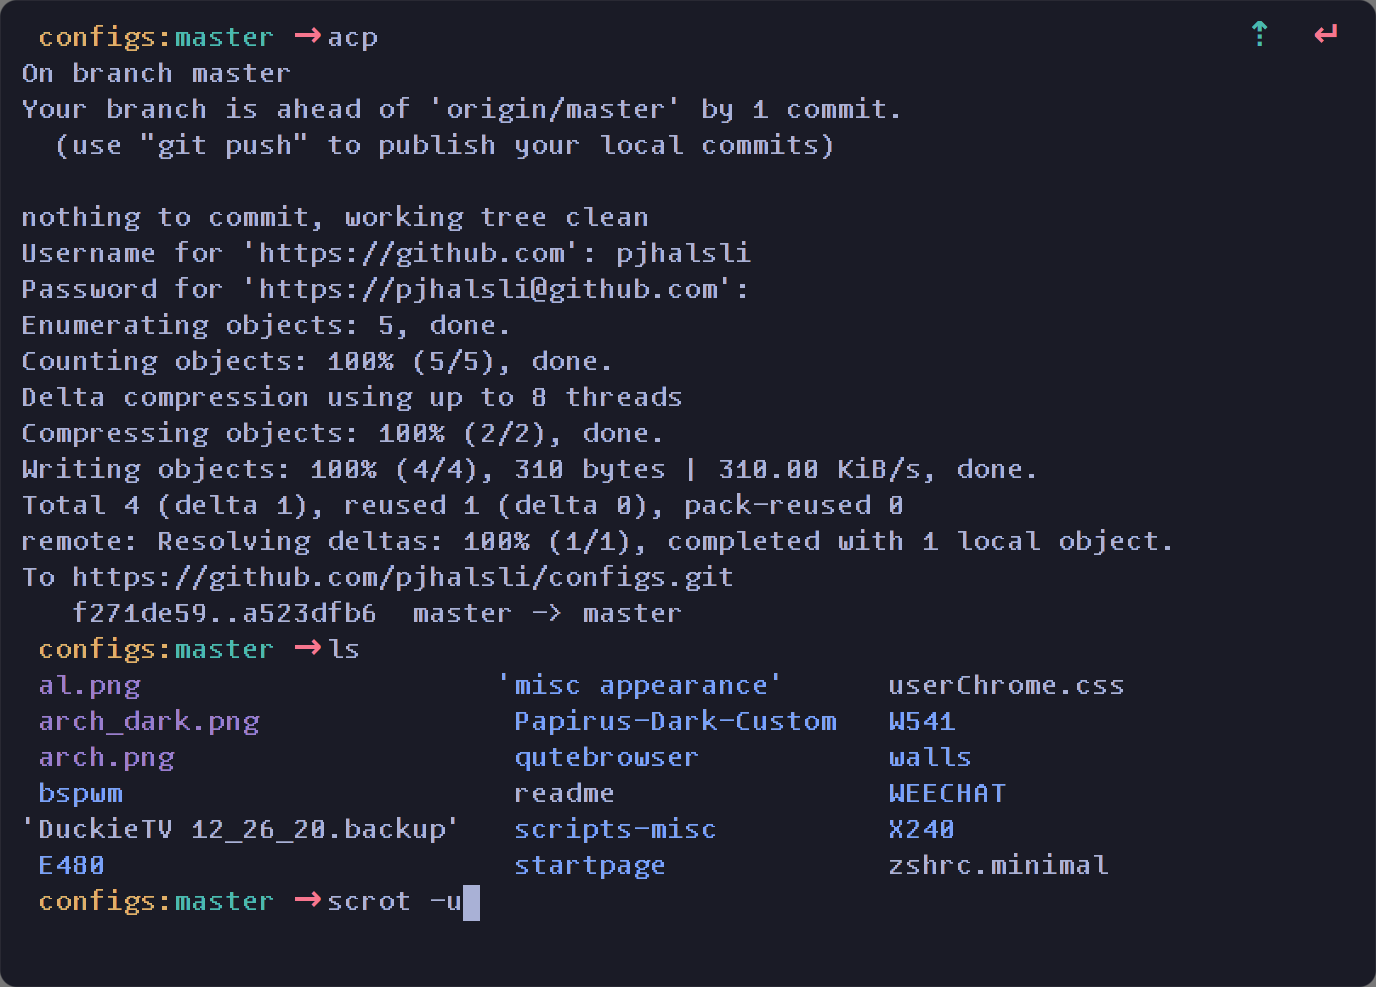 configs:master →acp ⇡ ↵
On branch master
Your branch is ahead of 'origin/master' by 1 commit.
  (use "git push" to publish your local commits)

nothing to commit, working tree clean
Username for 'https://github.com': pjhalsli
Password for 'https://pjhalsli@github.com':
Enumerating objects: 5, done.
Counting objects: 100% (5/5), done.
Delta compression using up to 8 threads
Compressing objects: 100% (2/2), done.
Writing objects: 100% (4/4), 310 bytes | 310.00 KiB/s, done.
Total 4 (delta 1), reused 1 (delta 0), pack-reused 0
remote: Resolving deltas: 100% (1/1), completed with 1 local object.
To https://github.com/pjhalsli/configs.git
   f271de59..a523dfb6  master -> master
configs:master →ls
 al.png                     'misc appearance'      userChrome.css
 arch_dark.png               Papirus-Dark-Custom   W541
 arch.png                    qutebrowser           walls
 bspwm                       readme                WEECHAT
'DuckieTV 12_26_20.backup'   scripts-misc          X240
 E480                        startpage             zshrc.minimal
configs:master →scrot -u